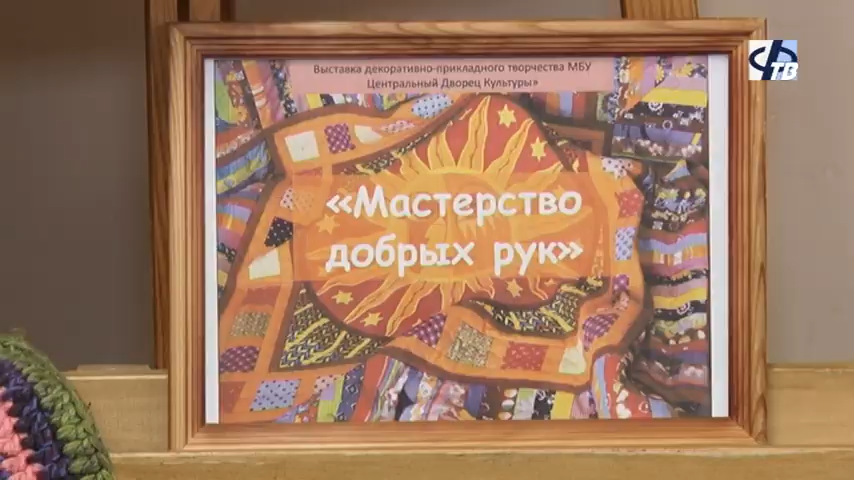 Выставка декоративно-прикладного творчества МБУ
Центральный Дворец Культуры»
«Мастерство
добрых рук»
ТВ